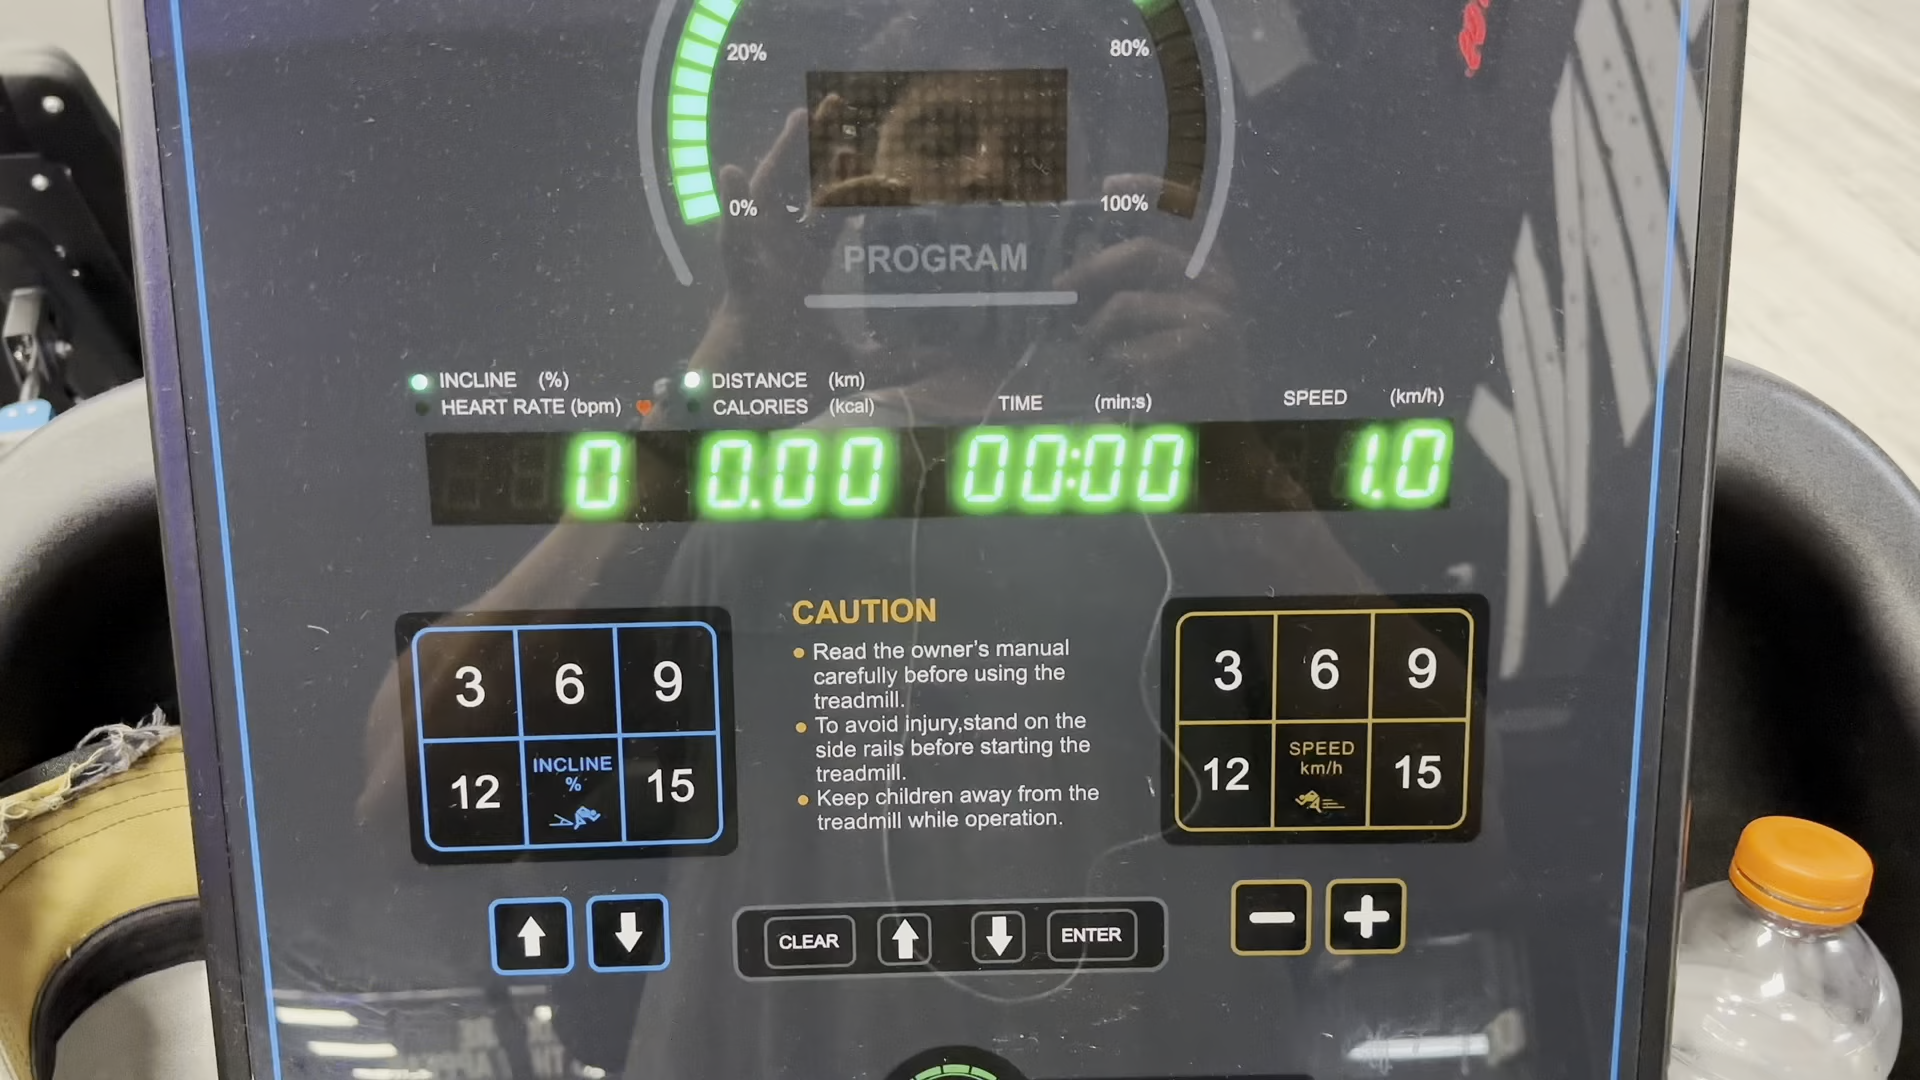 20% 80%
0% 100%
PROGRAM
INCLINE (%) DISTANCE (km)
HEART RATE (bpm) CALORIES (kcal) TIME (min:s) SPEED (km/h)
0 0.00 00:00 1.0
CAUTION
Read the owner's manual
carefully before using the
treadmill.
To avoid injury,stand on the
side rails before starting the
treadmill.
Keep children away from the
treadmill while operation.
3 6 9
12 INCLINE % 15
3 6 9
12 SPEED km/h 15
CLEAR ENTER